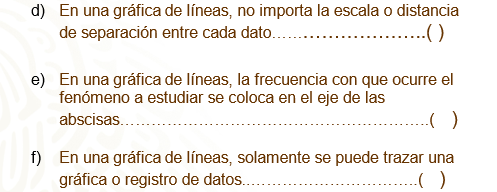 d) En una gráfica de líneas, no importa la escala o distancia
de separación entre cada dato..........................( )
e) En una gráfica de líneas, la frecuencia con que ocurre el
fenómeno a estudiar se coloca en el eje de las
abscisas……………………………………………………( )
f) En una gráfica de líneas, solamente se puede trazar una
gráfica o registro de datos.……………………………( )